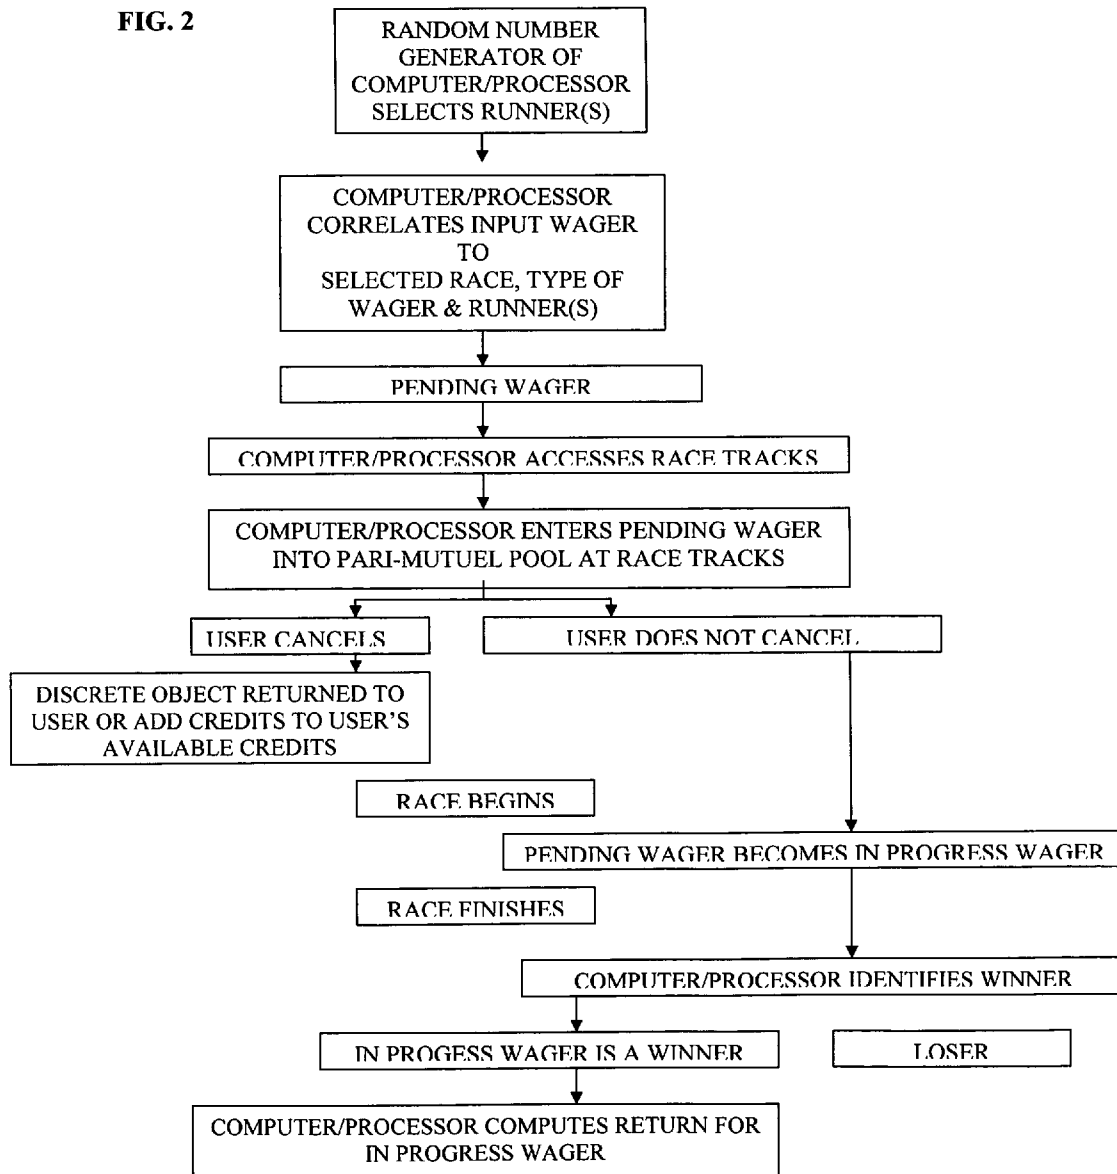 FIG. 2
RANDOM NUMBER
GENERATOR OF
COMPUTER/PROCESSOR
SELECTS RUNNER(S)
COMPUTER/PROCESSOR
CORRELATES INPUT WAGER
TO
SELECTED RACE, TYPE OF
WAGER & RUNNER(S)
PENDING WAGER
COMPUTER/PROCESSOR ACCESSES RACE TRACKS
COMPUTER/PROCESSOR ENTERS PENDING WAGER
INTO PARI-MUTUEL POOL AT RACE TRACKS
USER CANCELS
USER DOES NOT CANCEL
DISCRETE OBJECT RETURNED TO
USER OR ADD CREDITS TO USER'S
AVAILABLE CREDITS
RACE BEGINS
PENDING WAGER BECOMES IN PROGRESS WAGER
RACE FINISHES
COMPUTER/PROCESSOR IDENTIFIES WINNER
IN PROGESS WAGER IS A WINNER
LOSER
COMPUTER/PROCESSOR COMPUTES RETURN FOR
IN PROGRESS WAGER